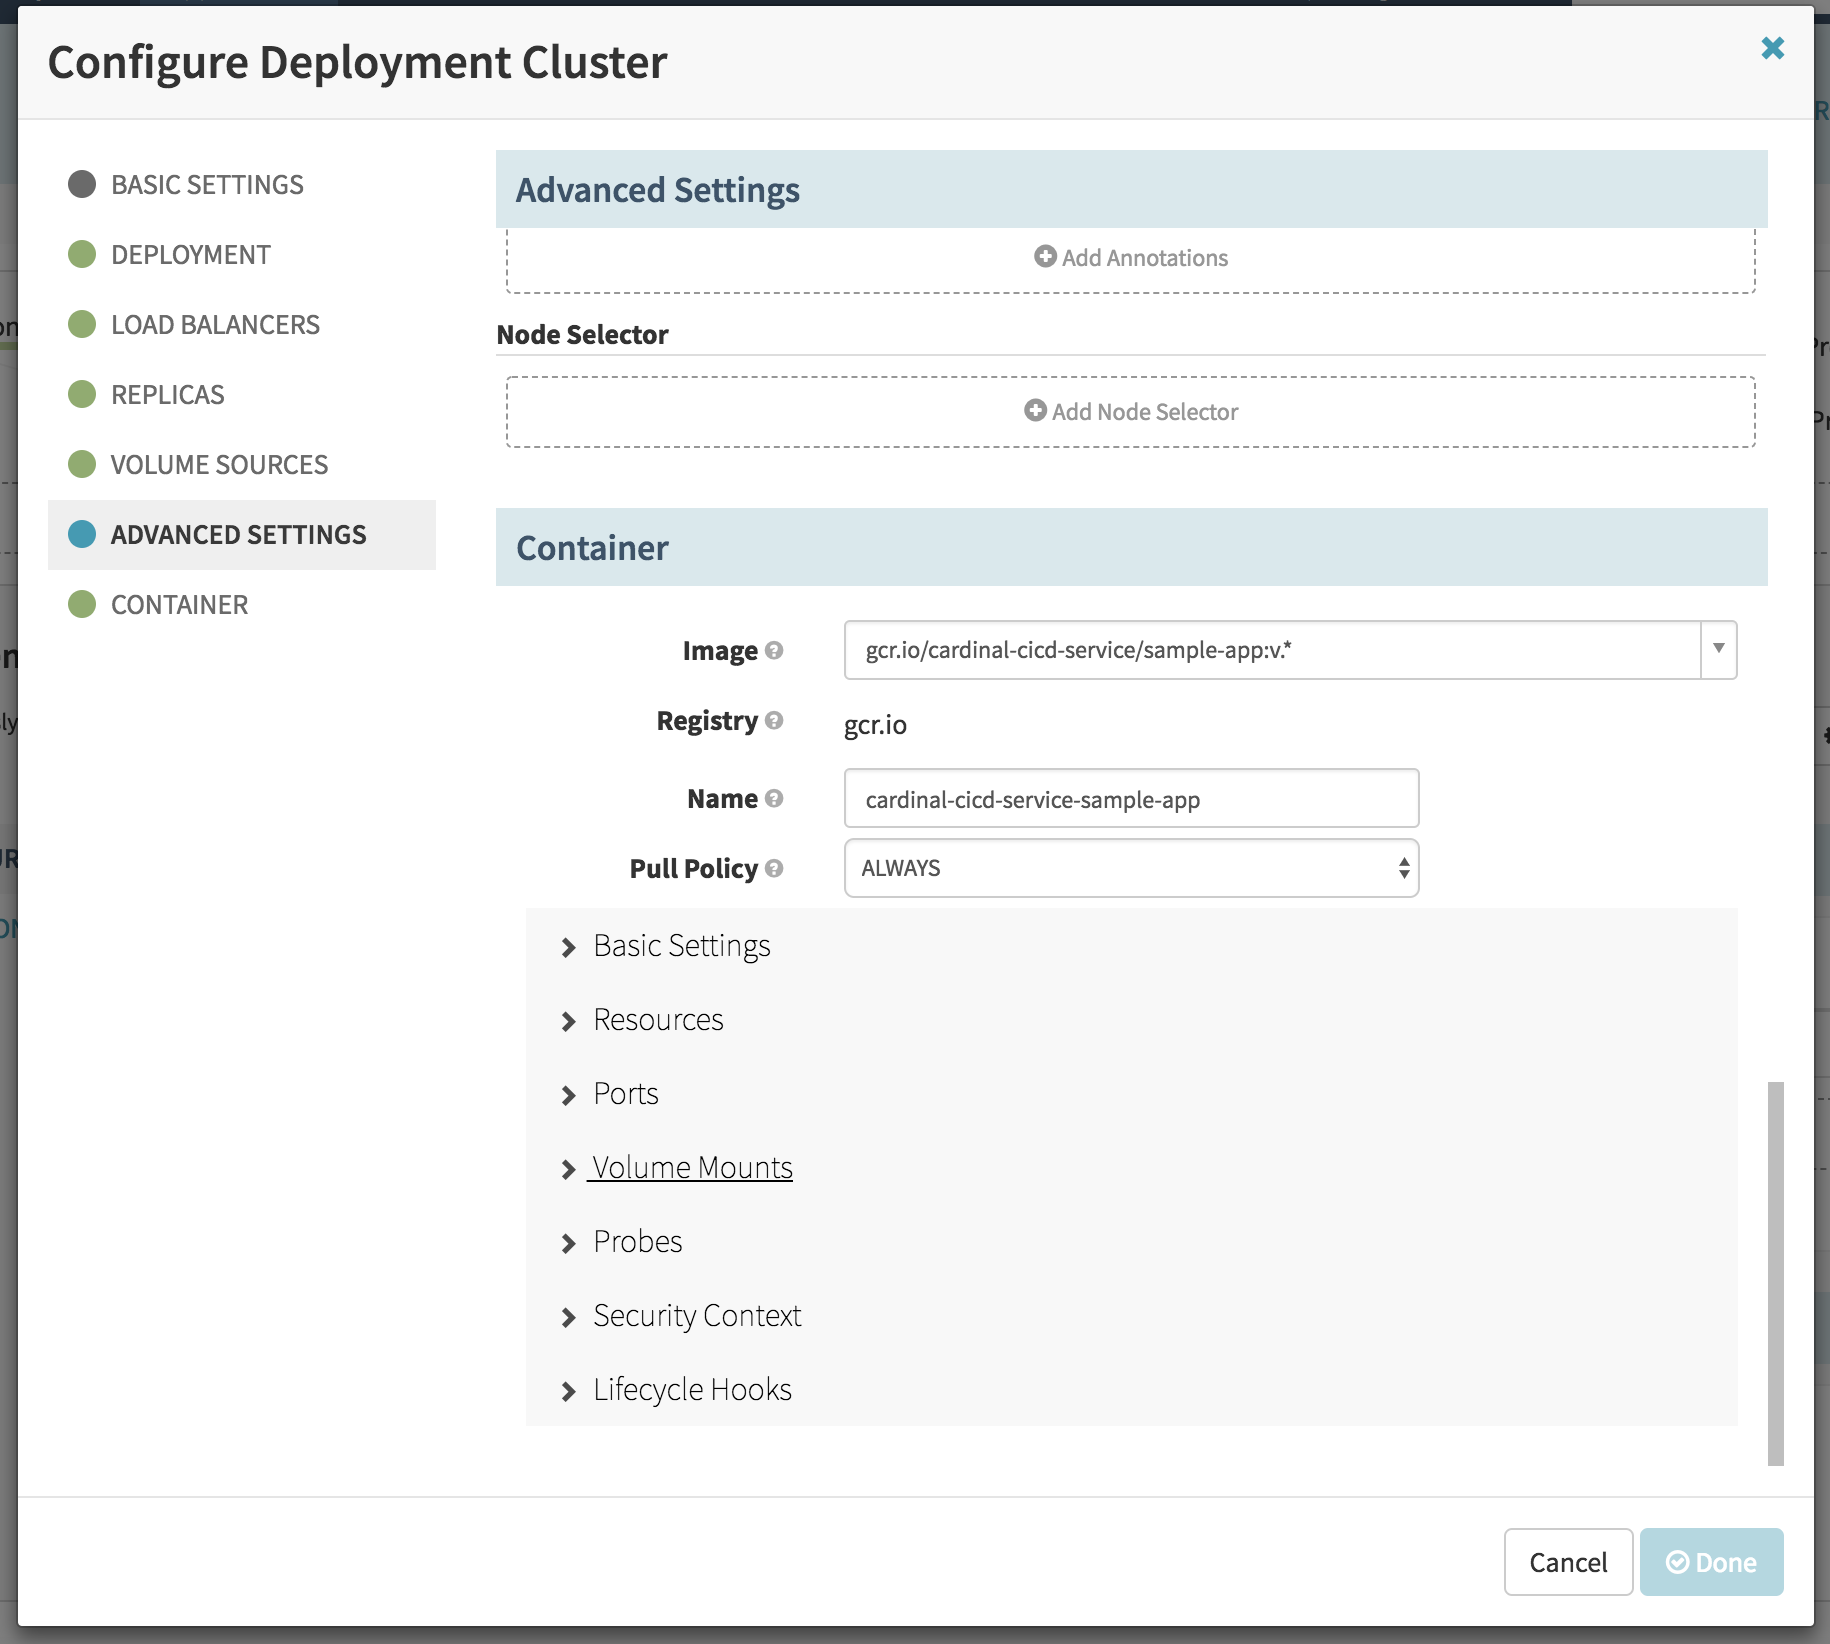 Configure Deployment Cluster
BASIC SETTINGS
DEPLOYMENT
LOAD BALANCERS
REPLICAS
VOLUME SOURCES
ADVANCED SETTINGS
CONTAINER
Advanced Settings
Add Annotations
Node Selector
Add Node Selector
Container
Image
gcr.io/cardinal-cicd-service/sample-app:v.*
Registry
gcr.io
Name
cardinal-cicd-service-sample-app
Pull Policy
ALWAYS
Basic Settings
Resources
Ports
Volume Mounts
Probes
Security Context
Lifecycle Hooks
Cancel
Done